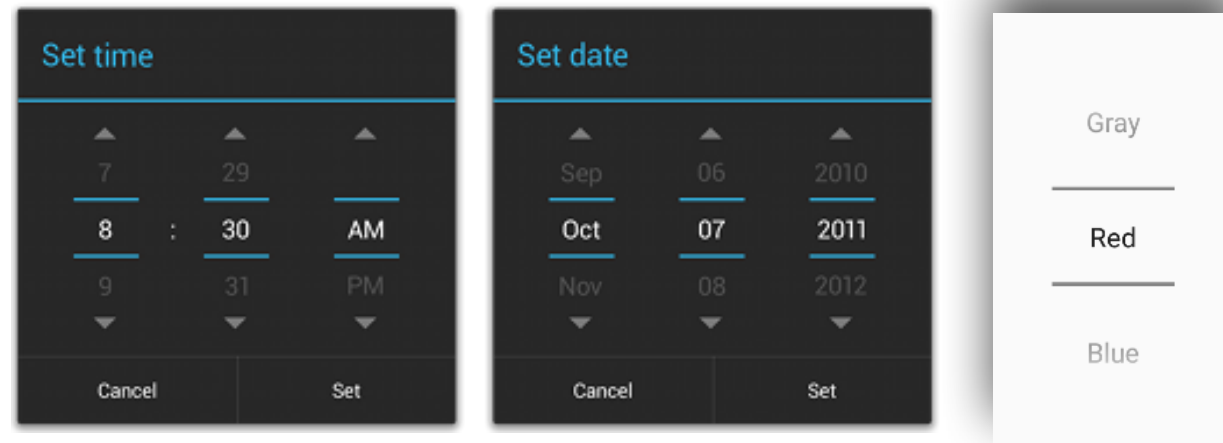 Set time
7 29
8 : 30 AM
9 31 PM
Cancel Set
Set date
Sep 06 2010
Oct 07 2011
Nov 08 2012
Cancel Set
Gray
Red
Blue